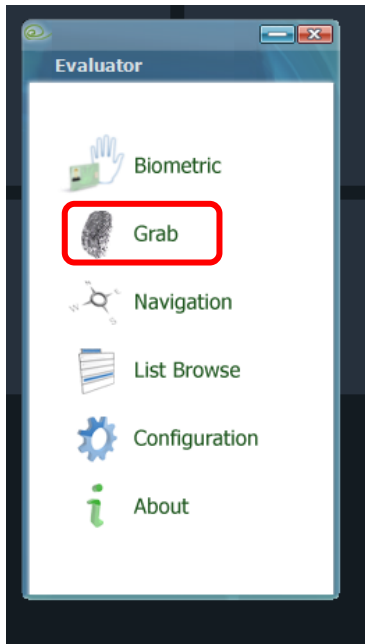 Evaluator
Biometric
Grab
N
W
E
S
Navigation
List Browse
Configuration
i
About